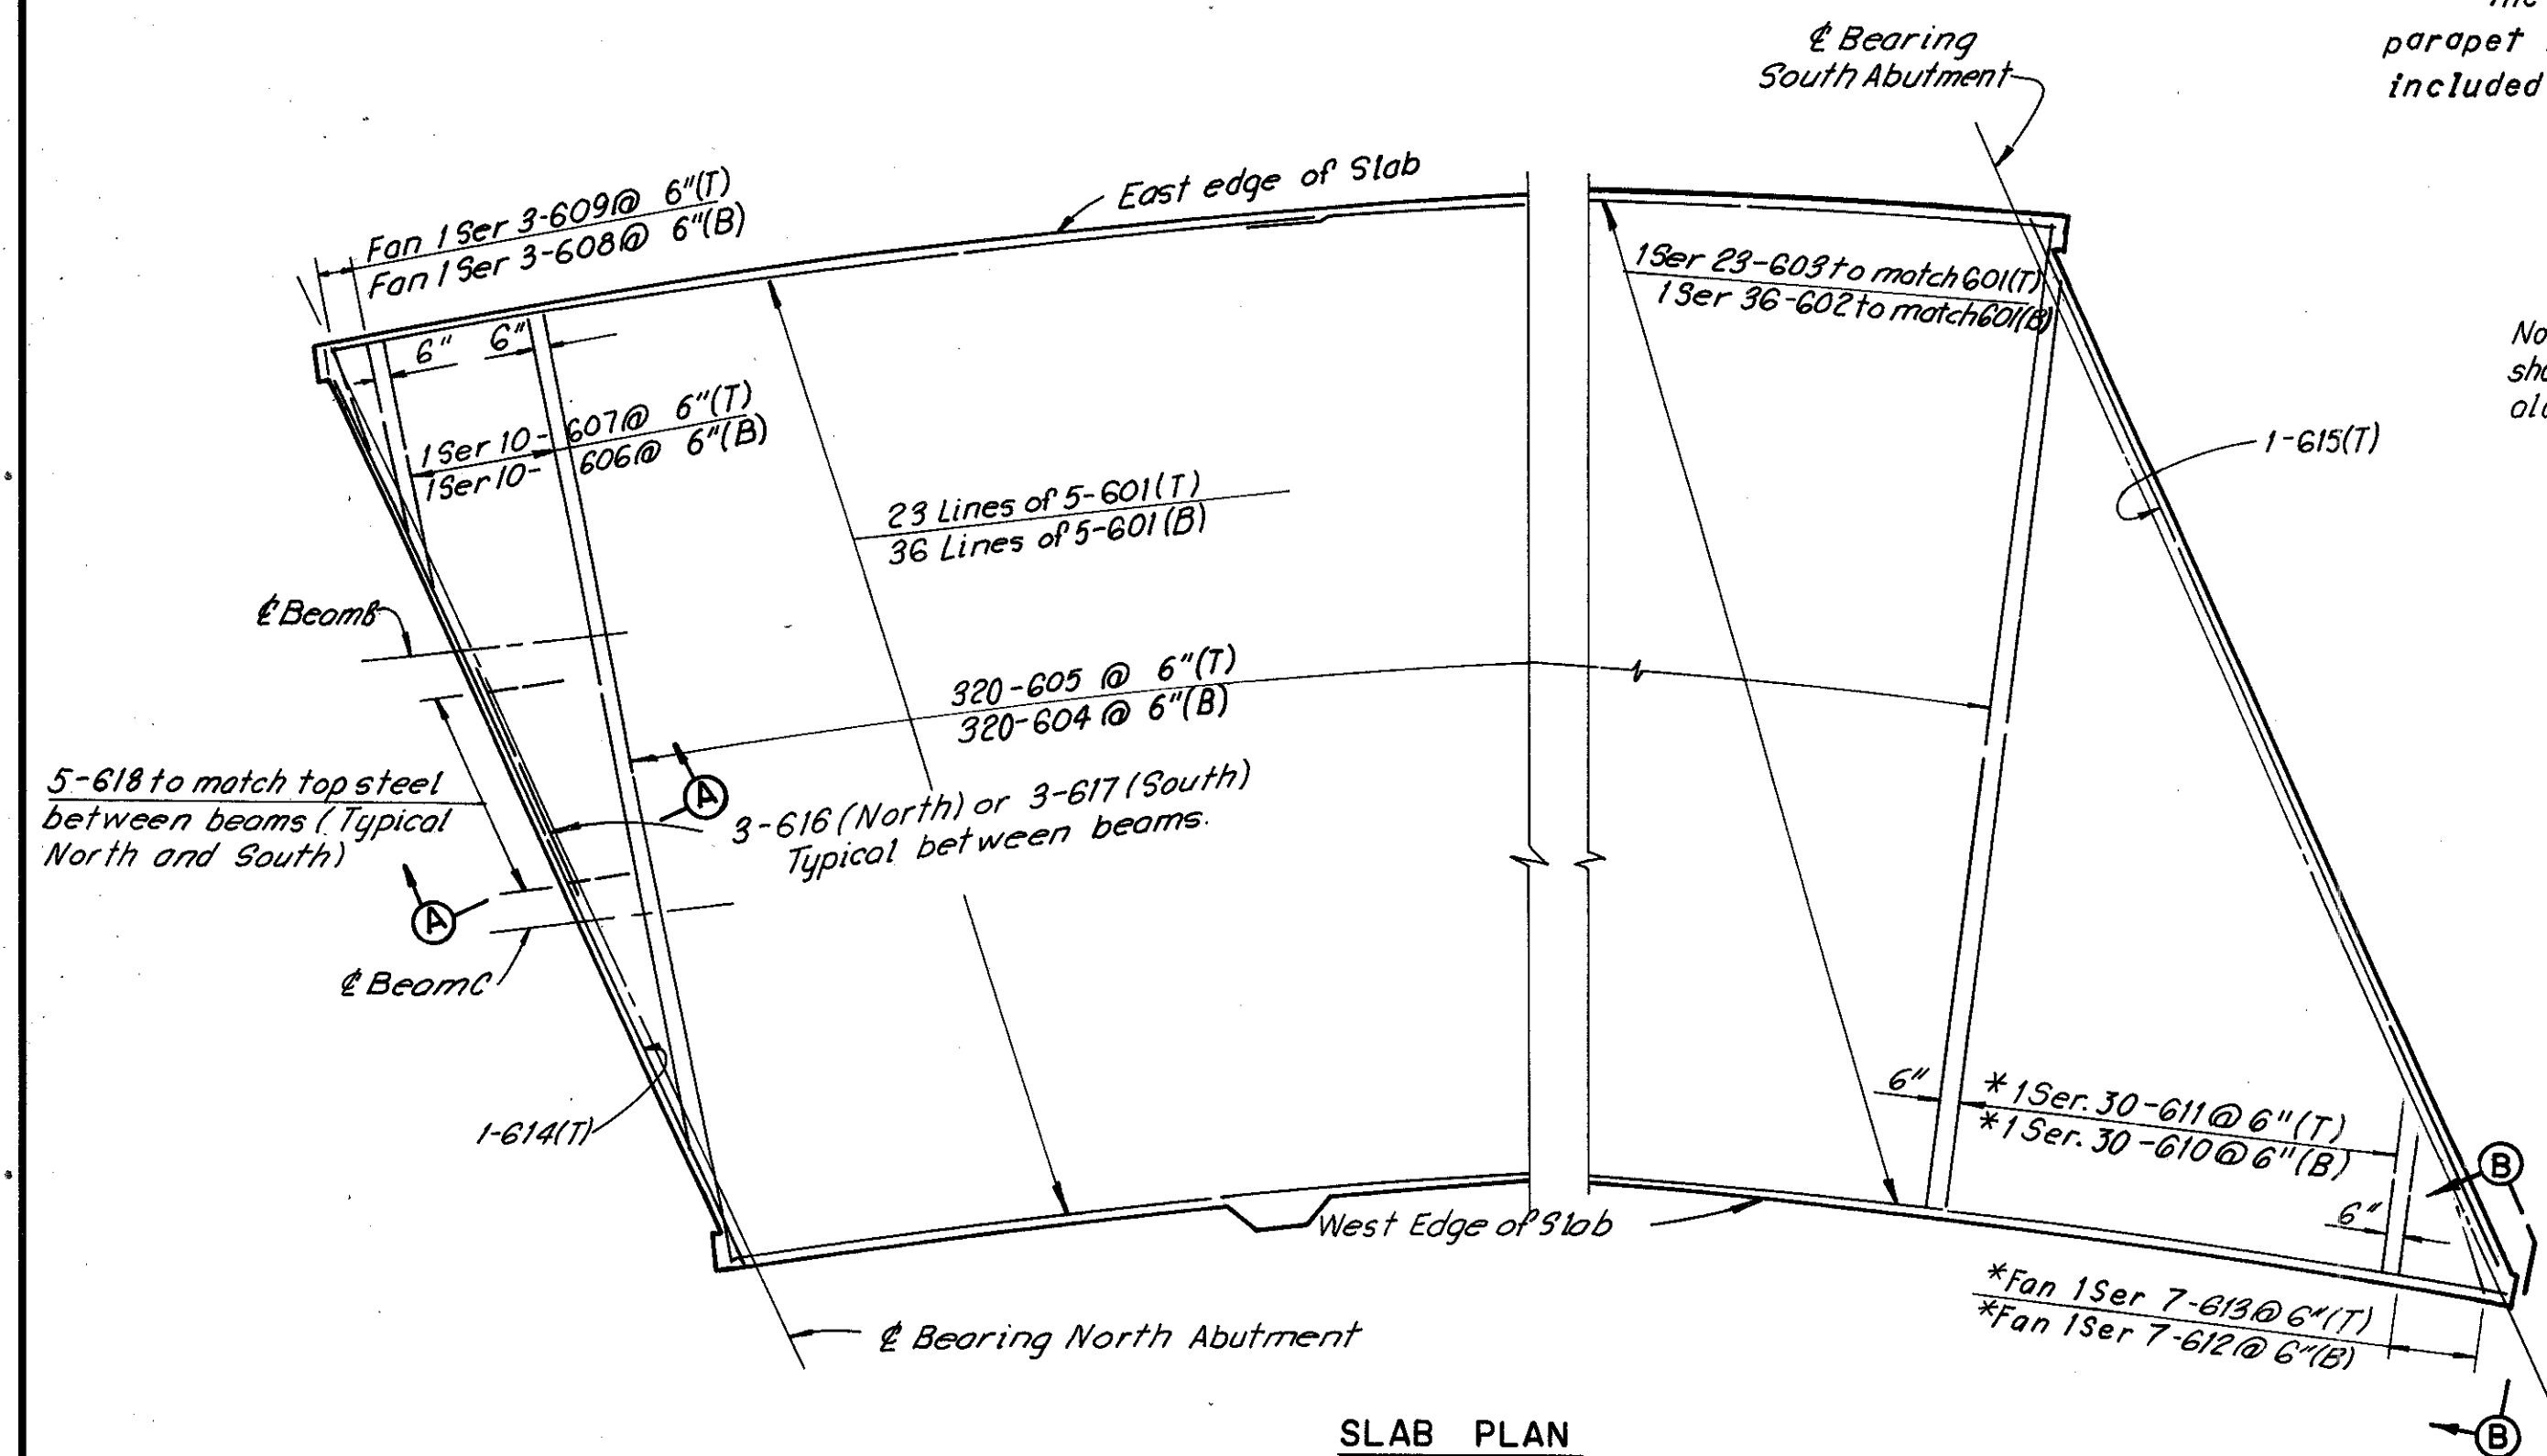 parapet
included
℄ Bearing
South Abutment
East edge of Slab
Fan 1 Ser 3-609@ 6"(T)
Fan 1 Ser 3-608@ 6"(B)
1 Ser 23-603 to match 601(T)
1 Ser 36-602 to match 601(B)
6" 6"
1 Ser 10-607@ 6"(T)
1 Ser 10-606@ 6"(B)
1-615(T)
23 Lines of 5-601(T)
36 Lines of 5-601(B)
℄ Beam B
320-605 @ 6"(T)
320-604 @ 6"(B)
5-618 to match top steel
between beams (Typical
North and South)
A
3-616 (North) or 3-617 (South)
Typical between beams.
A
℄ Beam C
1-614(T)
6"
* 1 Ser. 30-611@ 6"(T)
* 1 Ser. 30-610@ 6"(B)
B
6"
West Edge of Slab
*Fan 1 Ser 7-613@ 6"(T)
*Fan 1 Ser 7-612@ 6"(B)
℄ Bearing North Abutment
SLAB PLAN
B